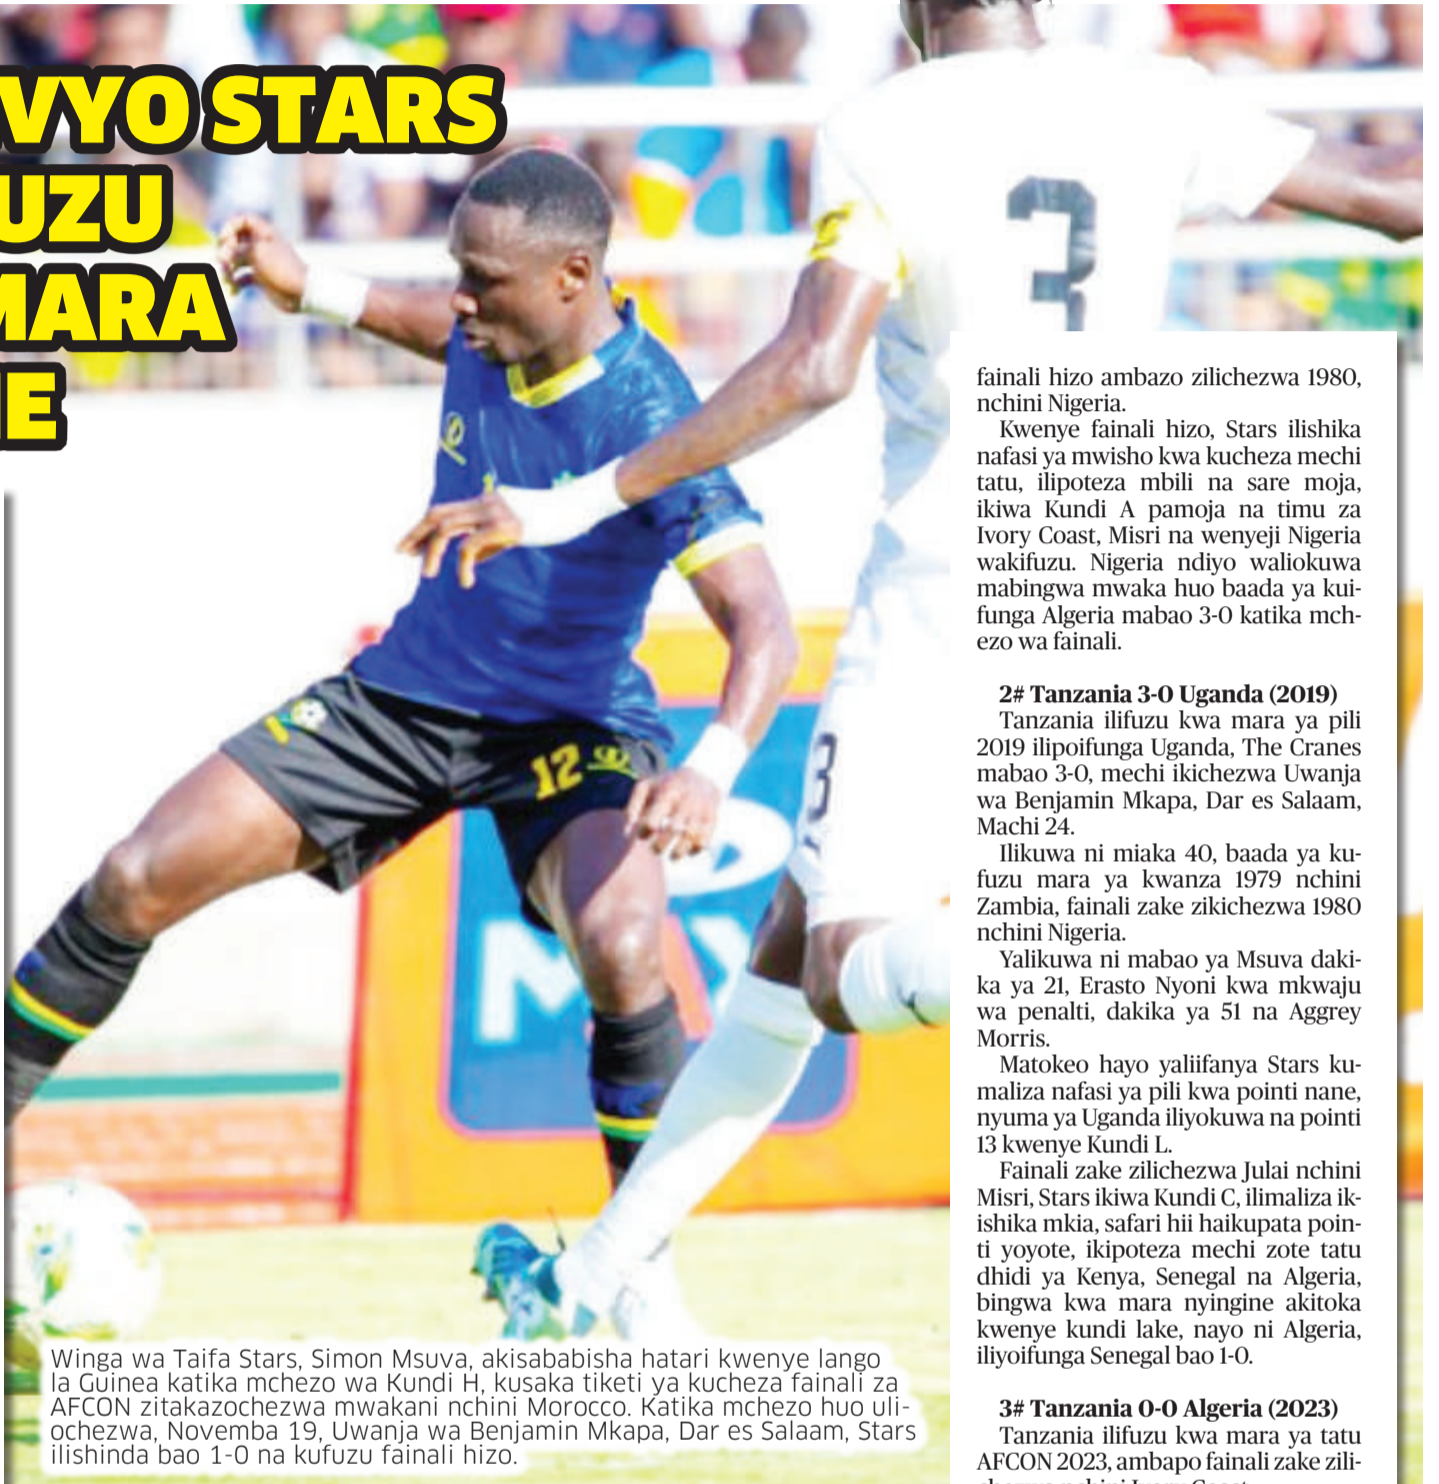 VYO STARS
UZU
MARA
NE
3
12
3
fainali hizo ambazo zilichezwa 1980,
nchini Nigeria.
Kwenye fainali hizo, Stars ilishika
nafasi ya mwisho kwa kucheza mechi
tatu, ilipoteza mbili na sare moja,
ikiwa Kundi A pamoja na timu za
Ivory Coast, Misri na wenyeji Nigeria
wakifuzu. Nigeria ndiyo waliokuwa
mabingwa mwaka huo baada ya kui-
funga Algeria mabao 3-0 katika mch-
ezo wa fainali.
2# Tanzania 3-0 Uganda (2019)
Tanzania ilifuzu kwa mara ya pili
2019 ilipoifunga Uganda, The Cranes
mabao 3-0, mechi ikichezwa Uwanja
wa Benjamin Mkapa, Dar es Salaam,
Machi 24.
Ilikuwa ni miaka 40, baada ya ku-
fuzu mara ya kwanza 1979 nchini
Zambia, fainali zake zikichezwa 1980
nchini Nigeria.
Yalikuwa ni mabao ya Msuva daki-
ka ya 21, Erasto Nyoni kwa mkwaju
wa penalti, dakika ya 51 na Aggrey
Morris.
Matokeo hayo yaliifanya Stars ku-
maliza nafasi ya pili kwa pointi nane,
nyuma ya Uganda iliyokuwa na pointi
13 kwenye Kundi L.
Fainali zake zilichezwa Julai nchini
Misri, Stars ikiwa Kundi C, ilimaliza ik-
ishika mkia, safari hii haikupata poin-
ti yoyote, ikipoteza mechi zote tatu
dhidi ya Kenya, Senegal na Algeria,
bingwa kwa mara nyingine akitoka
kwenye kundi lake, nayo ni Algeria,
iliyoifunga Senegal bao 1-0.
3# Tanzania 0-0 Algeria (2023)
Tanzania ilifuzu kwa mara ya tatu
AFCON 2023, ambapo fainali zake zili-
Winga wa Taifa Stars, Simon Msuva, akisababisha hatari kwenye lango
la Guinea katika mchezo wa Kundi H, kusaka tiketi ya kucheza fainali za
AFCON zitakazochezwa mwakani nchini Morocco. Katika mchezo huo uli-
ochezwa, Novemba 19, Uwanja wa Benjamin Mkapa, Dar es Salaam, Stars
ilishinda bao 1-0 na kufuzu fainali hizo.